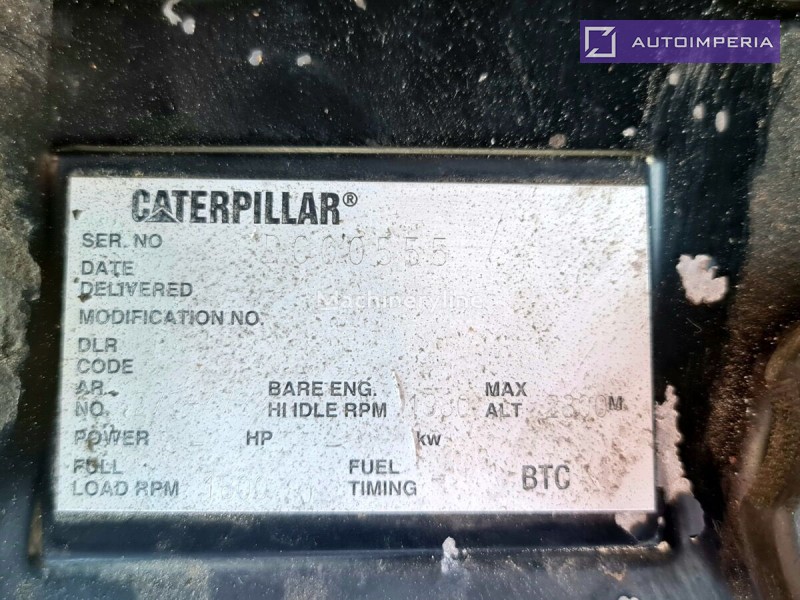 AUTOIMPERIA
CATERPILLAR®
SER. NO
DATE
DELIVERED
MODIFICATION NO.
DLR
CODE
AR.
NO.
BARE ENG.
HI IDLE RPM
MAX
ALT M
POWER HP kw
FULL
LOAD RPM
FUEL
TIMING BTC